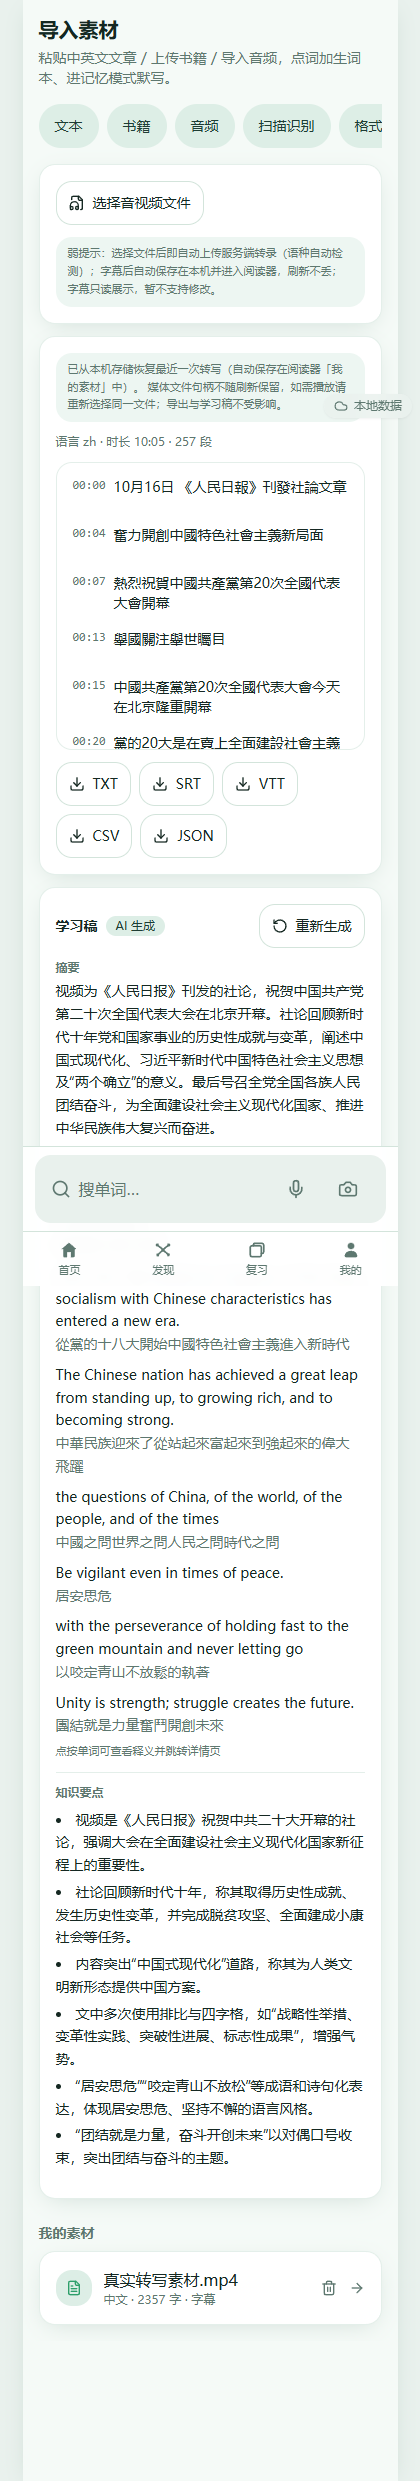 导入素材
粘贴中英文文章 / 上传书籍 / 导入音频，点词加生词
本、进记忆模式默写。
文本
书籍
音频
扫描识别
格式
选择音视频文件
弱提示：选择文件后即自动上传服务端转录（语种自动检
测）；字幕后自动保存在本机并进入阅读器，刷新不丢；
字幕只读展示，暂不支持修改。
已从本机存储恢复最近一次转写（自动保存在阅读器「我
的素材」中）。媒体文件句柄不随刷新保留，如需播放请
重新选择同一文件；导出与学习稿不受影响。
本地数据
语言 zh · 时长 10:05 · 257 段
00:00 10月16日 《人民日報》刊發社論文章
00:04 奮力開創中國特色社會主義新局面
00:07 熱烈祝賀中國共產黨第20次全國代表
大會開幕
00:13 舉國關注舉世矚目
00:15 中國共產黨第20次全國代表大會今天
在北京隆重開幕
00:20 黨的20大是在賣上全面建設社會主義
TXT
SRT
VTT
CSV
JSON
学习稿
AI 生成
重新生成
摘要
视频为《人民日报》刊发的社论，祝贺中国共产党
第二十次全国代表大会在北京开幕。社论回顾新时
代十年党和国家事业的历史性成就与变革，阐述中
国式现代化、习近平新时代中国特色社会主义思想
及“两个确立”的意义。最后号召全党全国各族人民
团结奋斗，为全面建设社会主义现代化国家、推进
中华民族伟大复兴而奋进。
搜单词...
首页
发现
复习
我的
socialism with Chinese characteristics has
entered a new era.
從黨的十八大開始中國特色社會主義進入新時代
The Chinese nation has achieved a great leap
from standing up, to growing rich, and to
becoming strong.
中華民族迎來了從站起來富起來到強起來的偉大
飛躍
the questions of China, of the world, of the
people, and of the times
中國之問世界之問人民之問時代之問
Be vigilant even in times of peace.
居安思危
with the perseverance of holding fast to the
green mountain and never letting go
以咬定青山不放鬆的執著
Unity is strength; struggle creates the future.
團結就是力量奮鬥開創未來
点按单词可查看释义并跳转详情页
知识要点
• 视频是《人民日报》祝贺中共二十大开幕的社
论，强调大会在全面建设社会主义现代化国家新征
程上的重要性。
• 社论回顾新时代十年，称其取得历史性成就、
发生历史性变革，并完成脱贫攻坚、全面建成小康
社会等任务。
• 内容突出“中国式现代化”道路，称其为人类文
明新形态提供中国方案。
• 文中多次使用排比与四字格，如“战略性举措、
变革性实践、突破性进展、标志性成果”，增强气
势。
• “居安思危”“咬定青山不放松”等成语和诗句化表
达，体现居安思危、坚持不懈的语言风格。
• “团结就是力量，奋斗开创未来”以对偶口号收
束，突出团结与奋斗的主题。
我的素材
真实转写素材.mp4
中文 · 2357 字 · 字幕